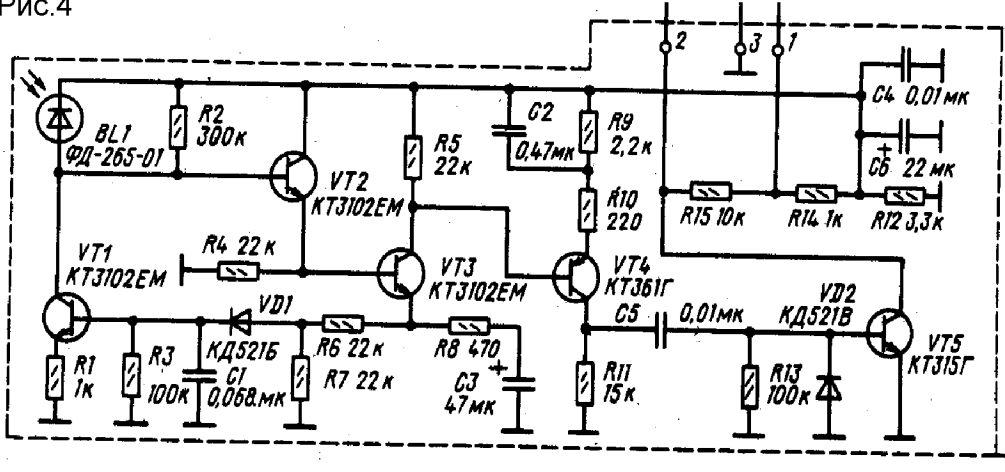 Рис.4
2
3
1
C4 0,01мк
C6 22 мк
+
R2
300к
BL1
ФД-265-01
R5
22к
C2
0,47мк
R9
2,2к
R10
220
R15 10к
R14 1к
R12 3,3к
VT2
КТ3102ЕМ
VT1
КТ3102ЕМ
R4 22к
VT3
КТ3102ЕМ
VT4
КТ361Г
VD1
КД521Б
C5
0,01мк
VD2
КД521В
VT5
КТ315Г
R1
1к
R3
100к
C1
0,068.мк
R6 22к
R7 22к
R8 470
C3
47мк
+
R11
15к
R13
100к